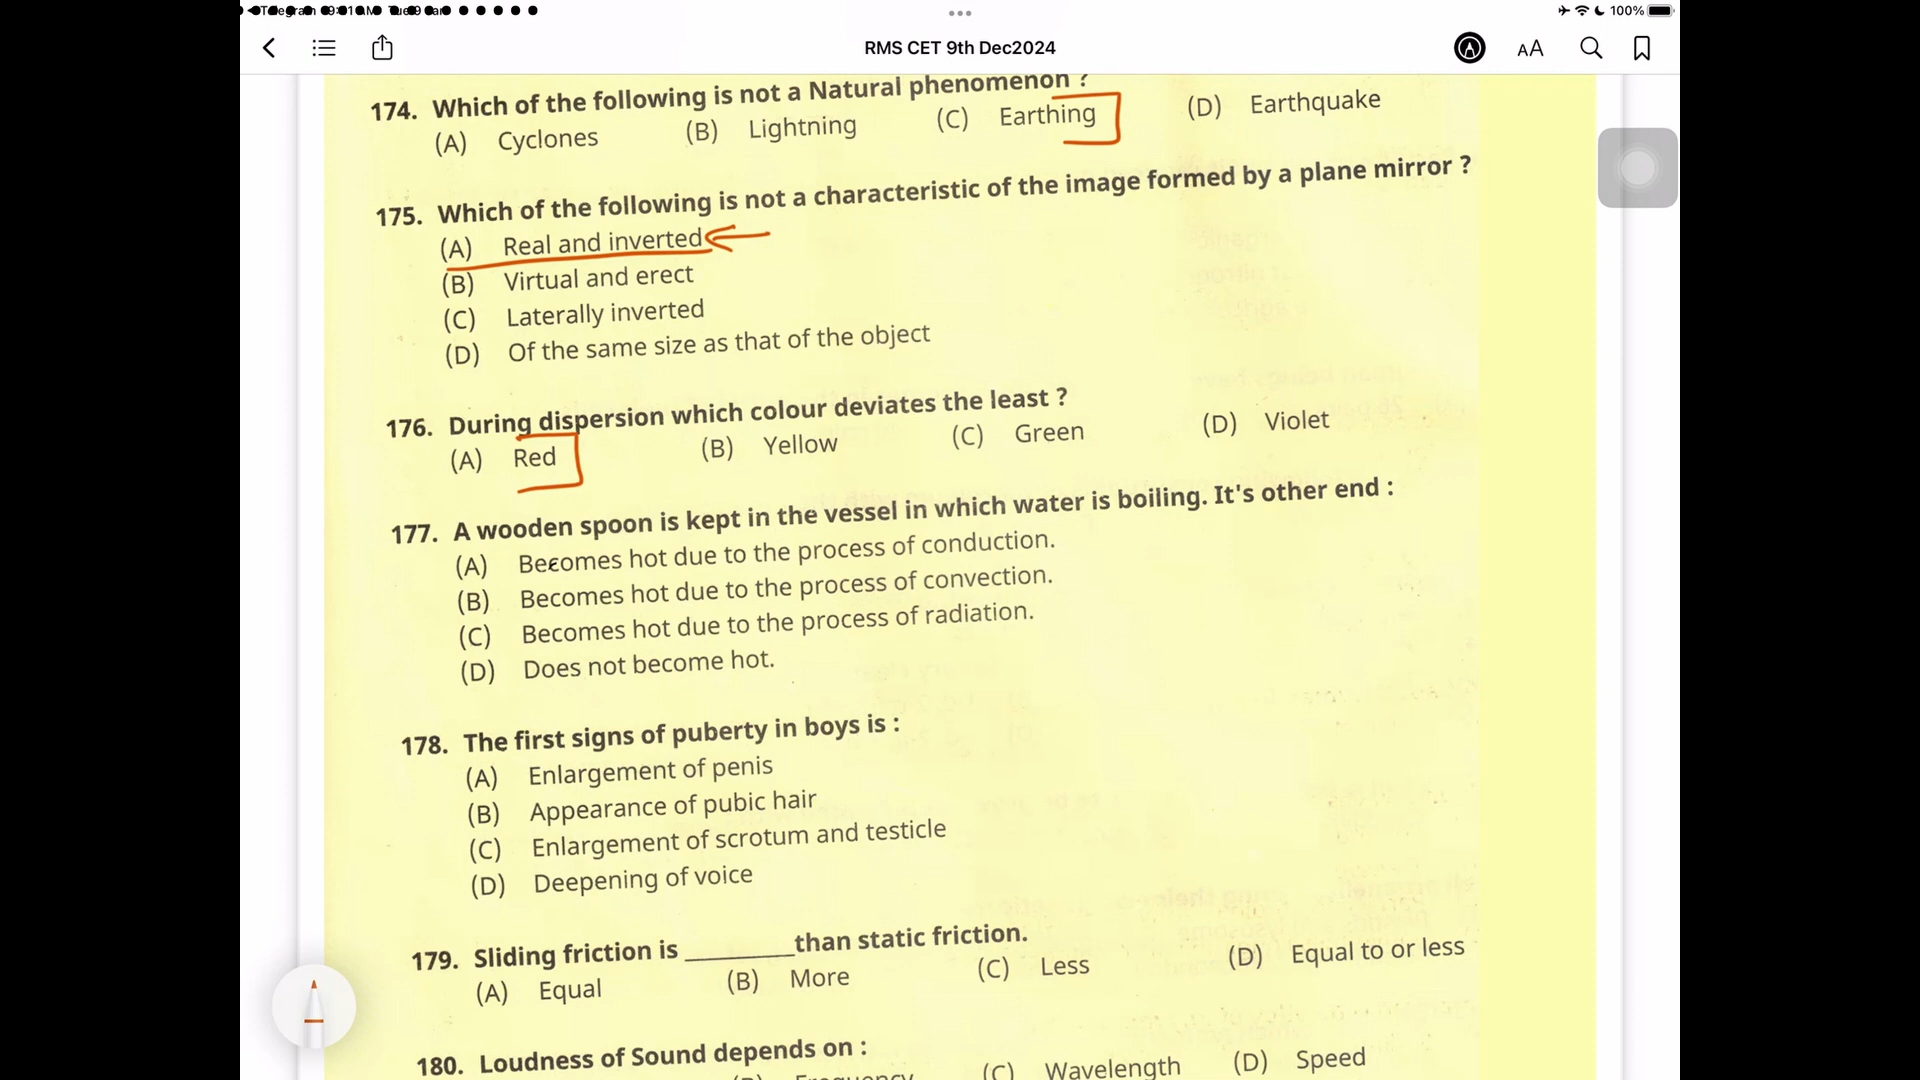 100%
RMS CET 9th Dec2024
AA
174. Which of the following is not a Natural phenomenon ?
(A) Cyclones (B) Lightning (C) Earthing (D) Earthquake
175. Which of the following is not a characteristic of the image formed by a plane mirror ?
(A) Real and inverted
(B) Virtual and erect
(C) Laterally inverted
(D) Of the same size as that of the object
176. During dispersion which colour deviates the least ?
(A) Red (B) Yellow (C) Green (D) Violet
177. A wooden spoon is kept in the vessel in which water is boiling. It's other end :
(A) Becomes hot due to the process of conduction.
(B) Becomes hot due to the process of convection.
(C) Becomes hot due to the process of radiation.
(D) Does not become hot.
178. The first signs of puberty in boys is :
(A) Enlargement of penis
(B) Appearance of pubic hair
(C) Enlargement of scrotum and testicle
(D) Deepening of voice
179. Sliding friction is _________than static friction.
(A) Equal (B) More (C) Less (D) Equal to or less
180. Loudness of Sound depends on :
(B) Frequency (C) Wavelength (D) Speed